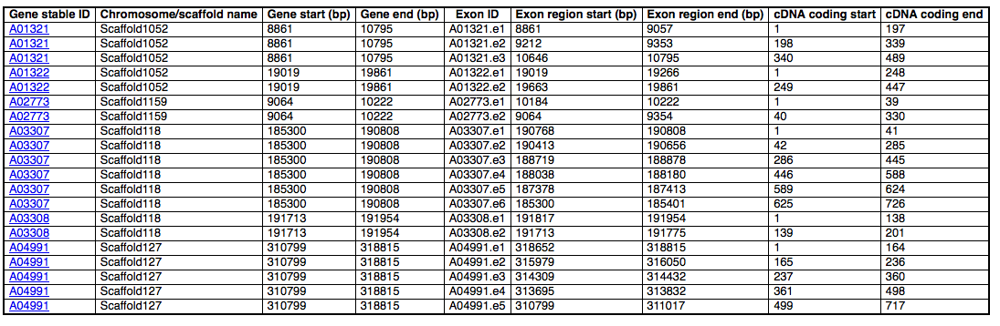 Gene stable ID Chromosome/scaffold name Gene start (bp) Gene end (bp) Exon ID Exon region start (bp) Exon region end (bp) cDNA coding start cDNA coding end
A01321 Scaffold1052 8861 10795 A01321.e1 8861 9057 1 197
A01321 Scaffold1052 8861 10795 A01321.e2 9212 9353 198 339
A01321 Scaffold1052 8861 10795 A01321.e3 10646 10795 340 489
A01322 Scaffold1052 19019 19861 A01322.e1 19019 19266 1 248
A01322 Scaffold1052 19019 19861 A01322.e2 19663 19861 249 447
A02773 Scaffold1159 9064 10222 A02773.e1 10184 10222 1 39
A02773 Scaffold1159 9064 10222 A02773.e2 9064 9354 40 330
A03307 Scaffold118 185300 190808 A03307.e1 190768 190808 1 41
A03307 Scaffold118 185300 190808 A03307.e2 190413 190656 42 285
A03307 Scaffold118 185300 190808 A03307.e3 188719 188878 286 445
A03307 Scaffold118 185300 190808 A03307.e4 188038 188180 446 588
A03307 Scaffold118 185300 190808 A03307.e5 187378 187413 589 624
A03307 Scaffold118 185300 190808 A03307.e6 185300 185401 625 726
A03308 Scaffold118 191713 191954 A03308.e1 191817 191954 1 138
A03308 Scaffold118 191713 191954 A03308.e2 191713 191775 139 201
A04991 Scaffold127 310799 318815 A04991.e1 318652 318815 1 164
A04991 Scaffold127 310799 318815 A04991.e2 315979 316050 165 236
A04991 Scaffold127 310799 318815 A04991.e3 314309 314432 237 360
A04991 Scaffold127 310799 318815 A04991.e4 313695 313832 361 498
A04991 Scaffold127 310799 318815 A04991.e5 310799 311017 499 717